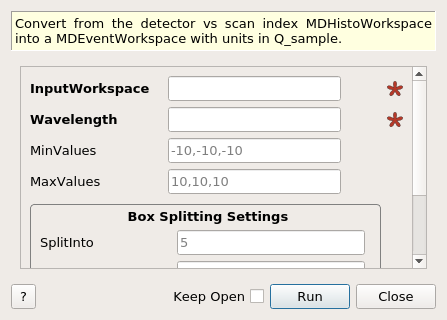 Convert from the detector vs scan index MDHistoWorkspace
into a MDEventWorkspace with units in Q_sample.
InputWorkspace
Wavelength
MinValues -10,-10,-10
MaxValues 10,10,10
Box Splitting Settings
SplitInto 5
? Keep Open Run Close